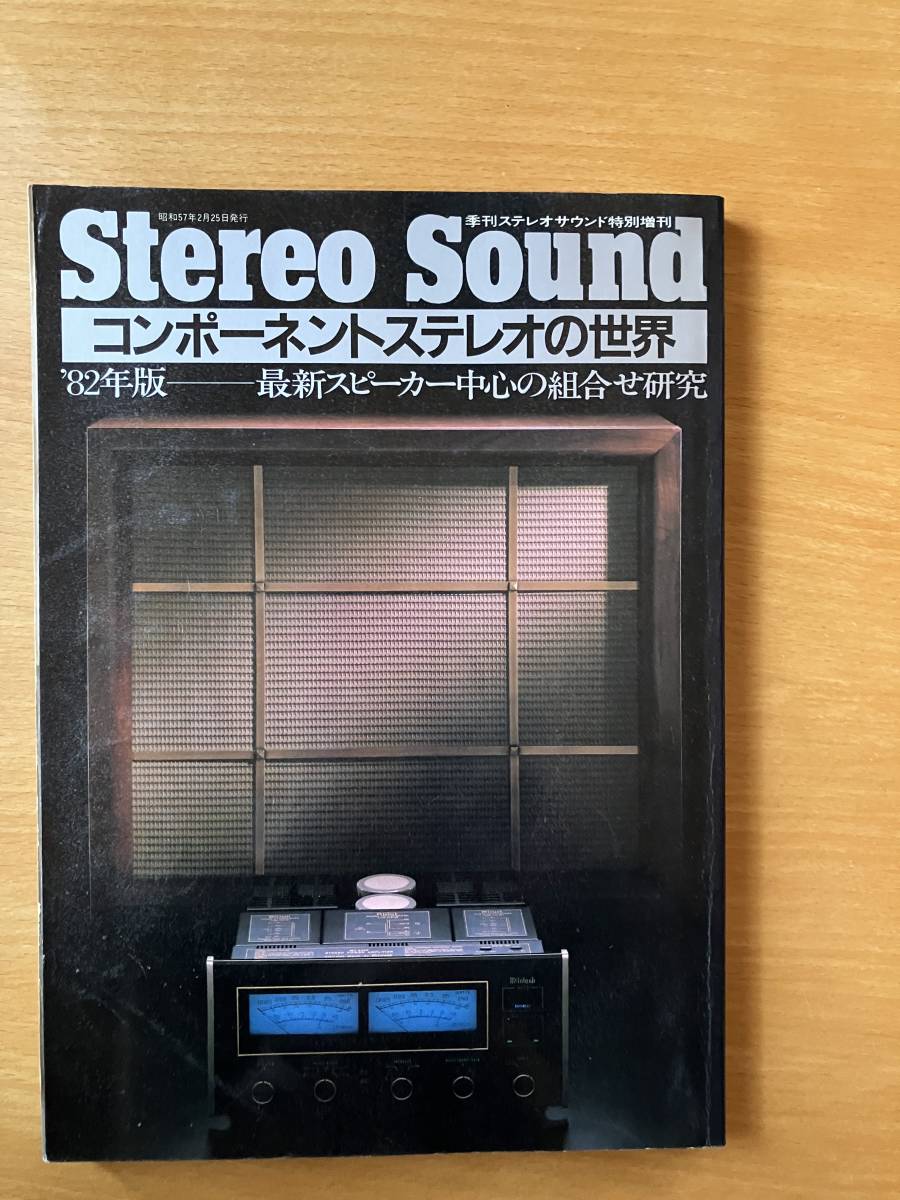 昭和57年2月25日発行
季刊ステレオサウンド特別増刊
Stereo Sound
コンポーネントステレオの世界
'82年版――最新スピーカー中心の組合せ研究
McIntosh